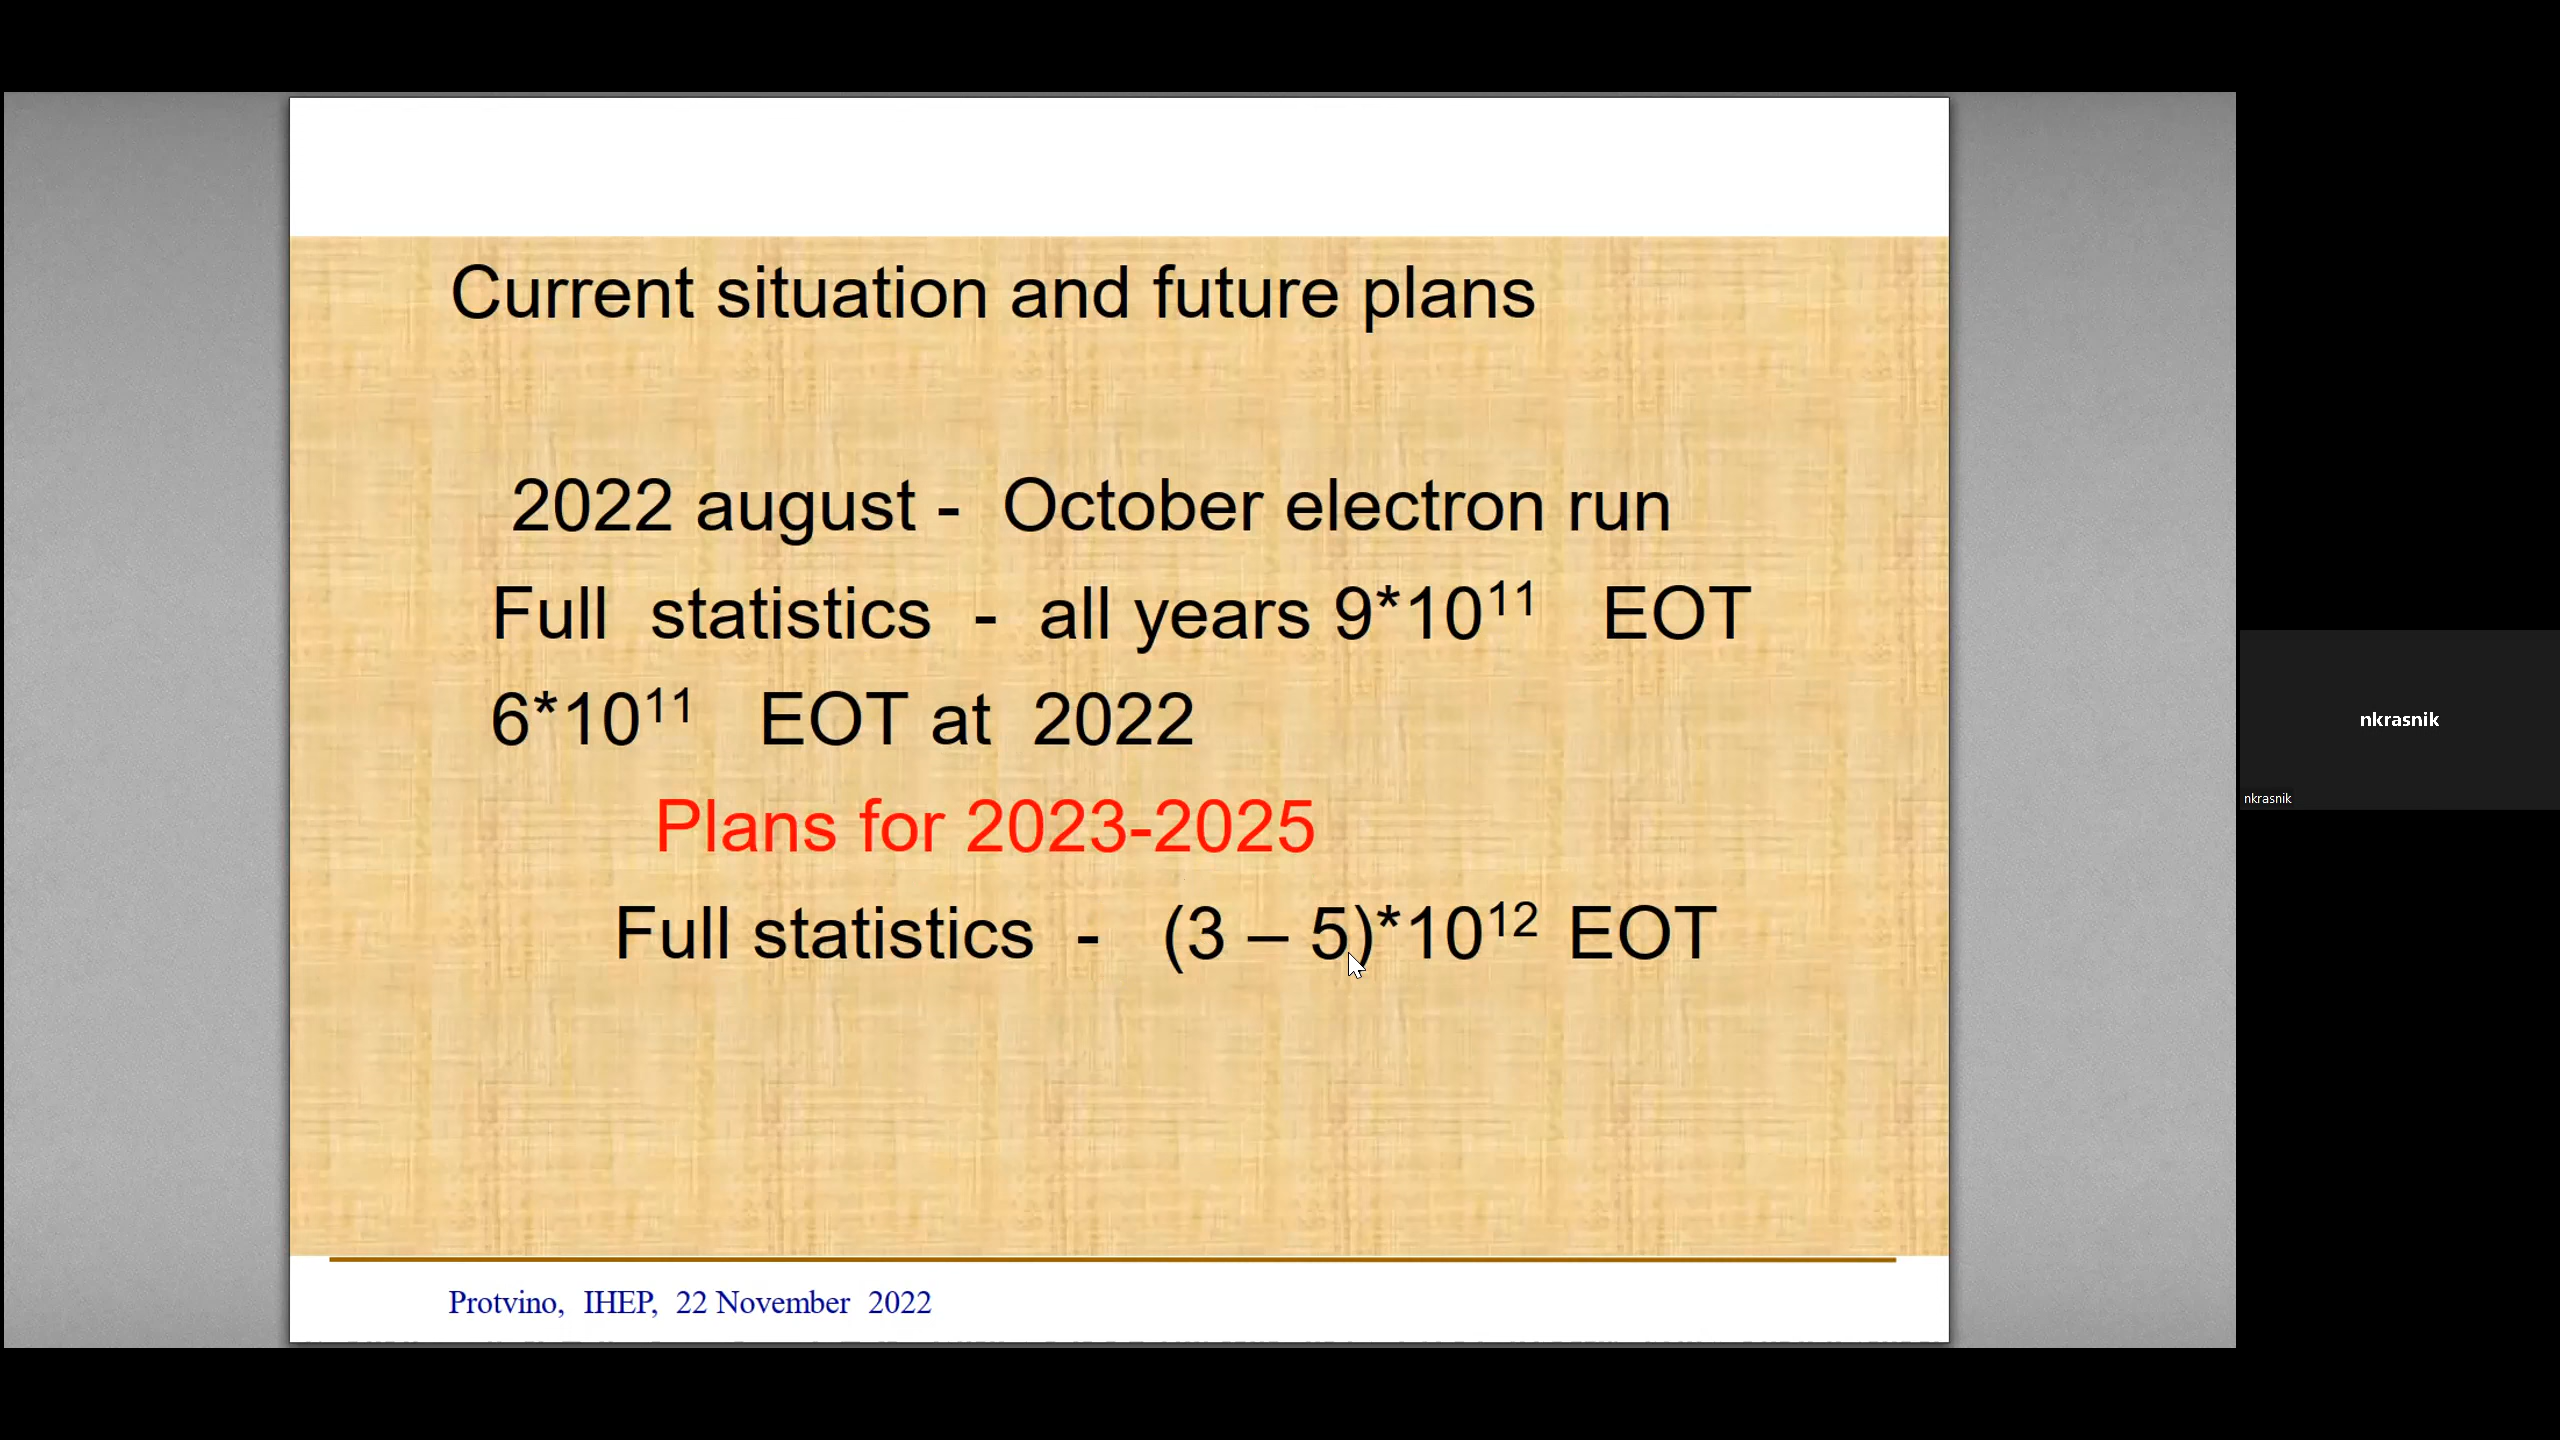 Current situation and future plans
2022 august - October electron run
Full statistics - all years 9*10¹¹ EOT
6*10¹¹ EOT at 2022
Plans for 2023-2025
Full statistics - (3 – 5)*10¹² EOT
Protvino, IHEP, 22 November 2022
nkrasnik
nkrasnik